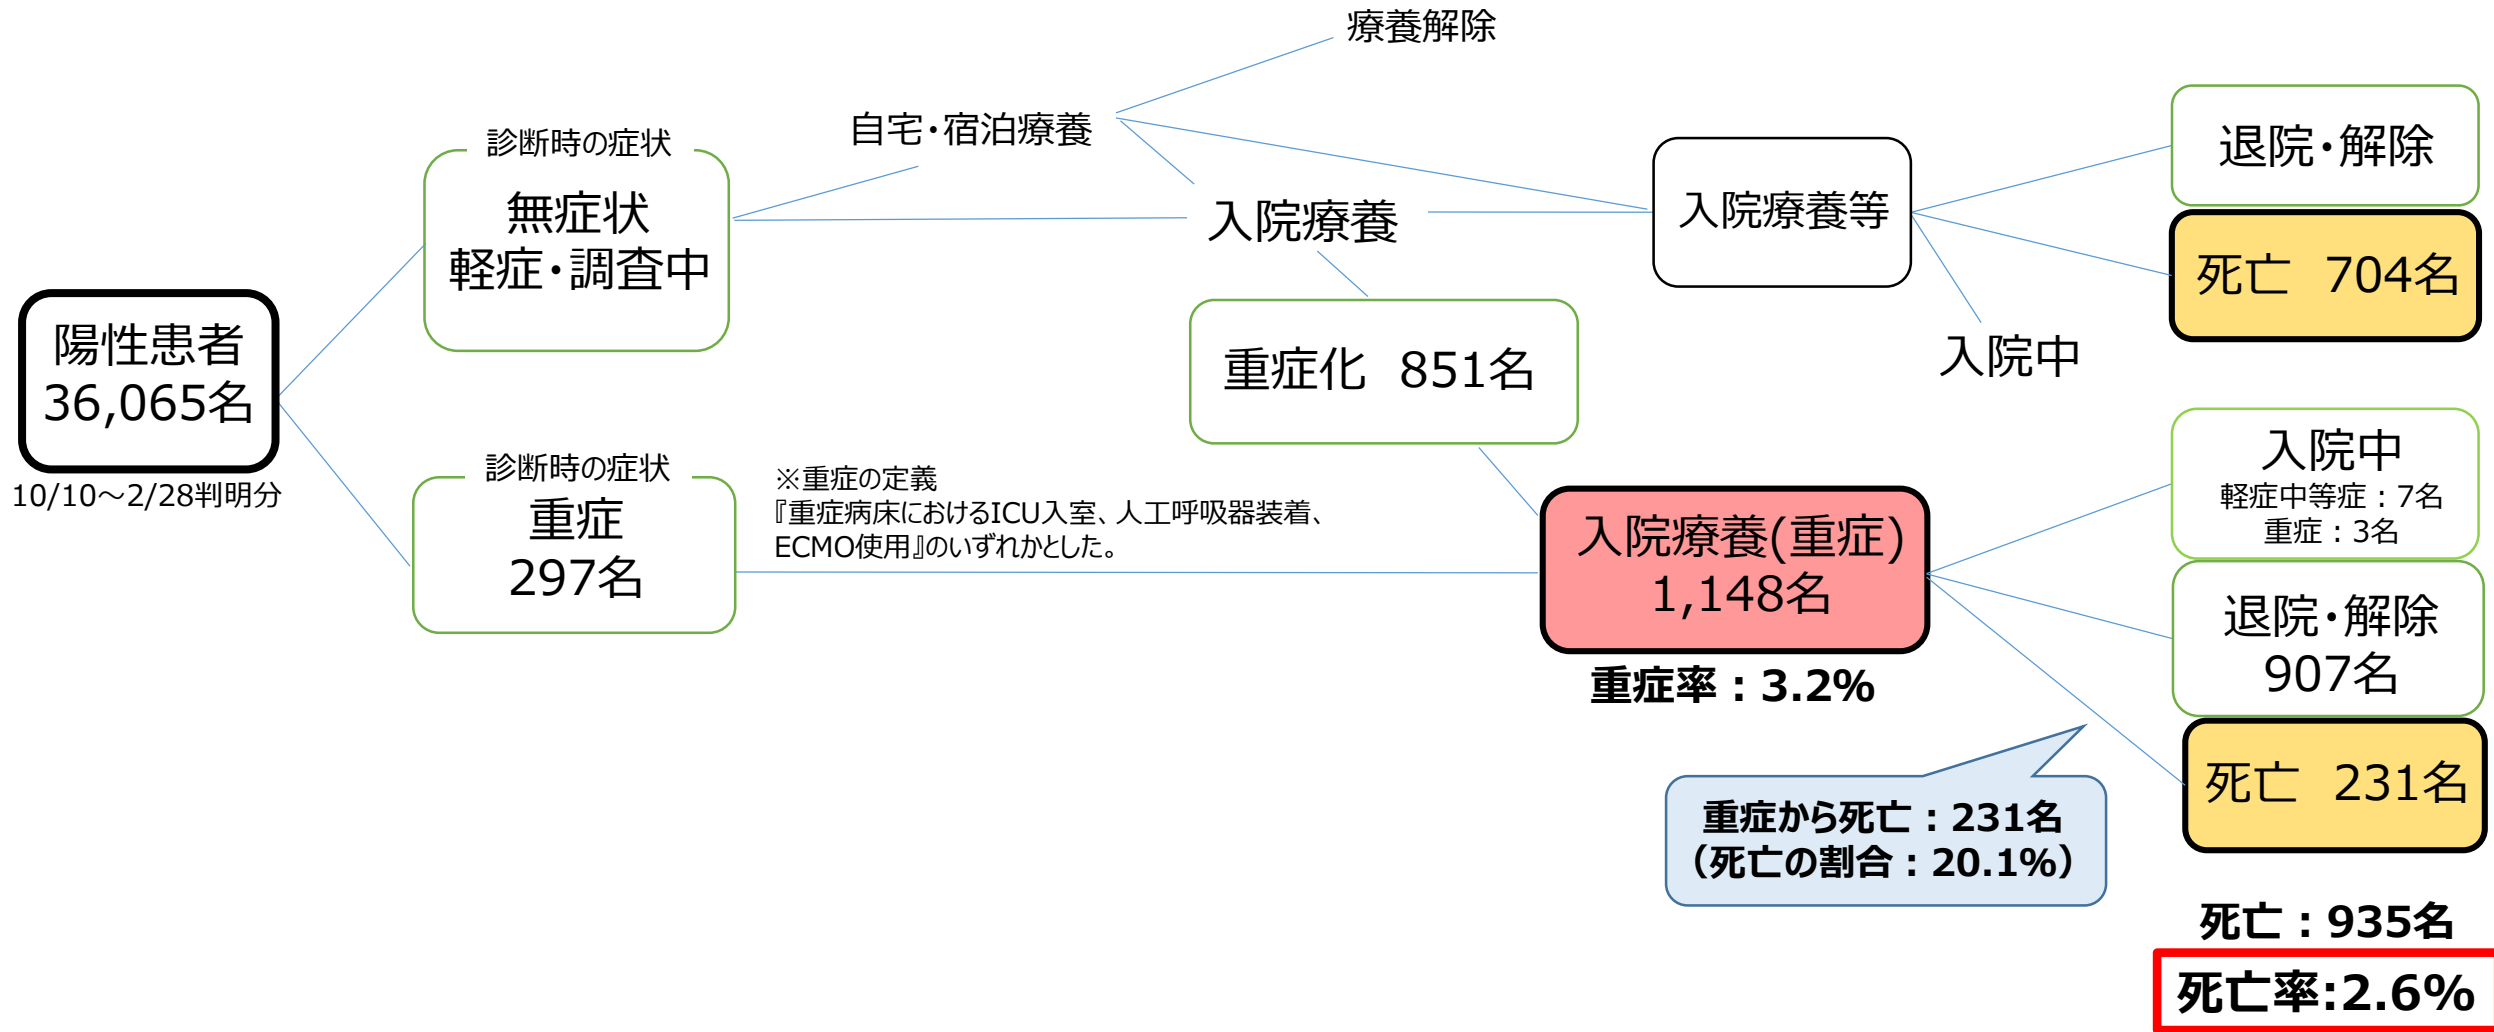 陽性患者
36,065名
10/10～2/28判明分
診断時の症状
無症状
軽症・調査中
診断時の症状
重症
297名
※重症の定義
『重症病床におけるICU入室、人工呼吸器装着、
ECMO使用』のいずれかとした。
自宅・宿泊療養
療養解除
入院療養
重症化　851名
入院療養等
退院・解除
死亡　704名
入院中
入院療養(重症)
1,148名
重症率：3.2%
入院中
軽症中等症：7名
重症：3名
退院・解除
907名
死亡　231名
重症から死亡：231名
（死亡の割合：20.1%）
死亡：935名
死亡率:2.6%